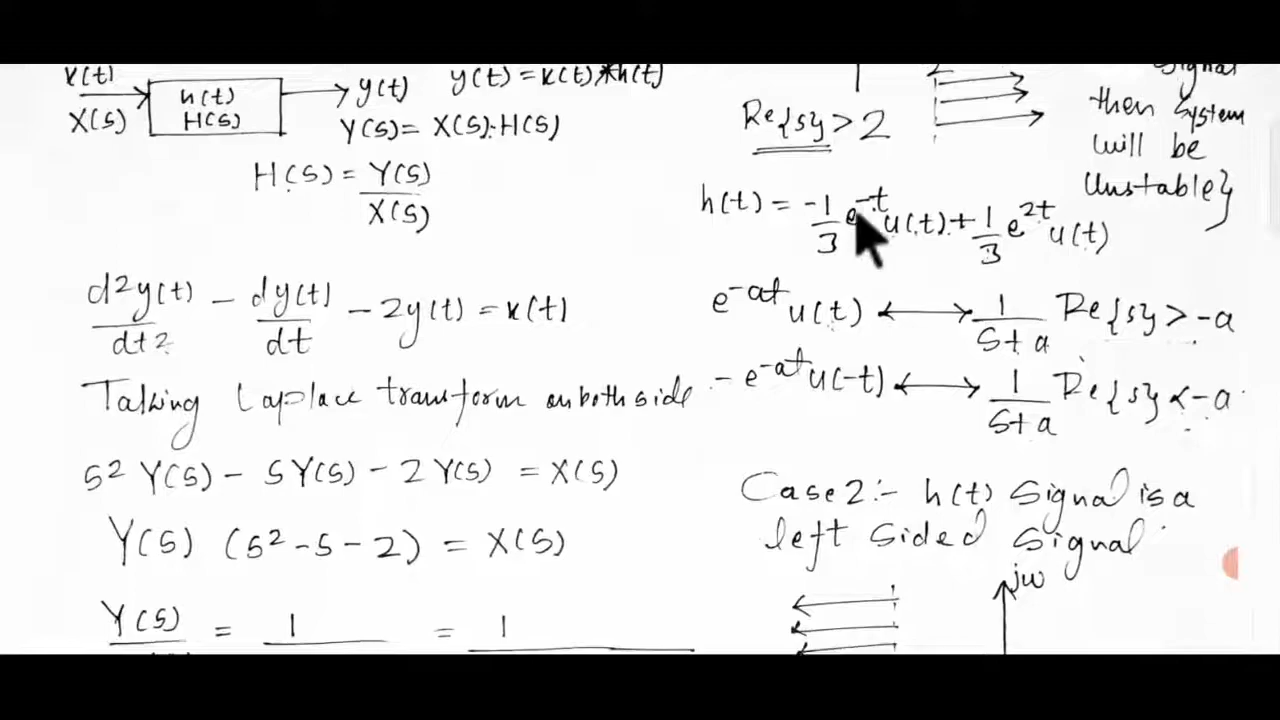 x(t)
X(s)
h(t)
H(s)
y(t)
y(t) = x(t)*h(t)
Y(s) = X(s).H(s)
H(s) = Y(s)
X(s)
d²y(t) - dy(t) - 2y(t) = x(t)
dt² dt
Talking Laplace transform on both side
s² Y(s) - sY(s) - 2Y(s) = X(s)
Y(s) (s² - s - 2) = X(s)
Y(s) = 1 = 1
Signal
then system
will be
Unstable}
Re{s} > 2
h(t) = -1/3 e^-t u(t) + 1/3 e^2t u(t)
e^-at u(t) ↔ 1/(s+a) Re{s} > -a
- e^-at u(-t) ↔ 1/(s+a) Re{s} < -a
Case 2:- h(t) signal is a
left sided signal
jω